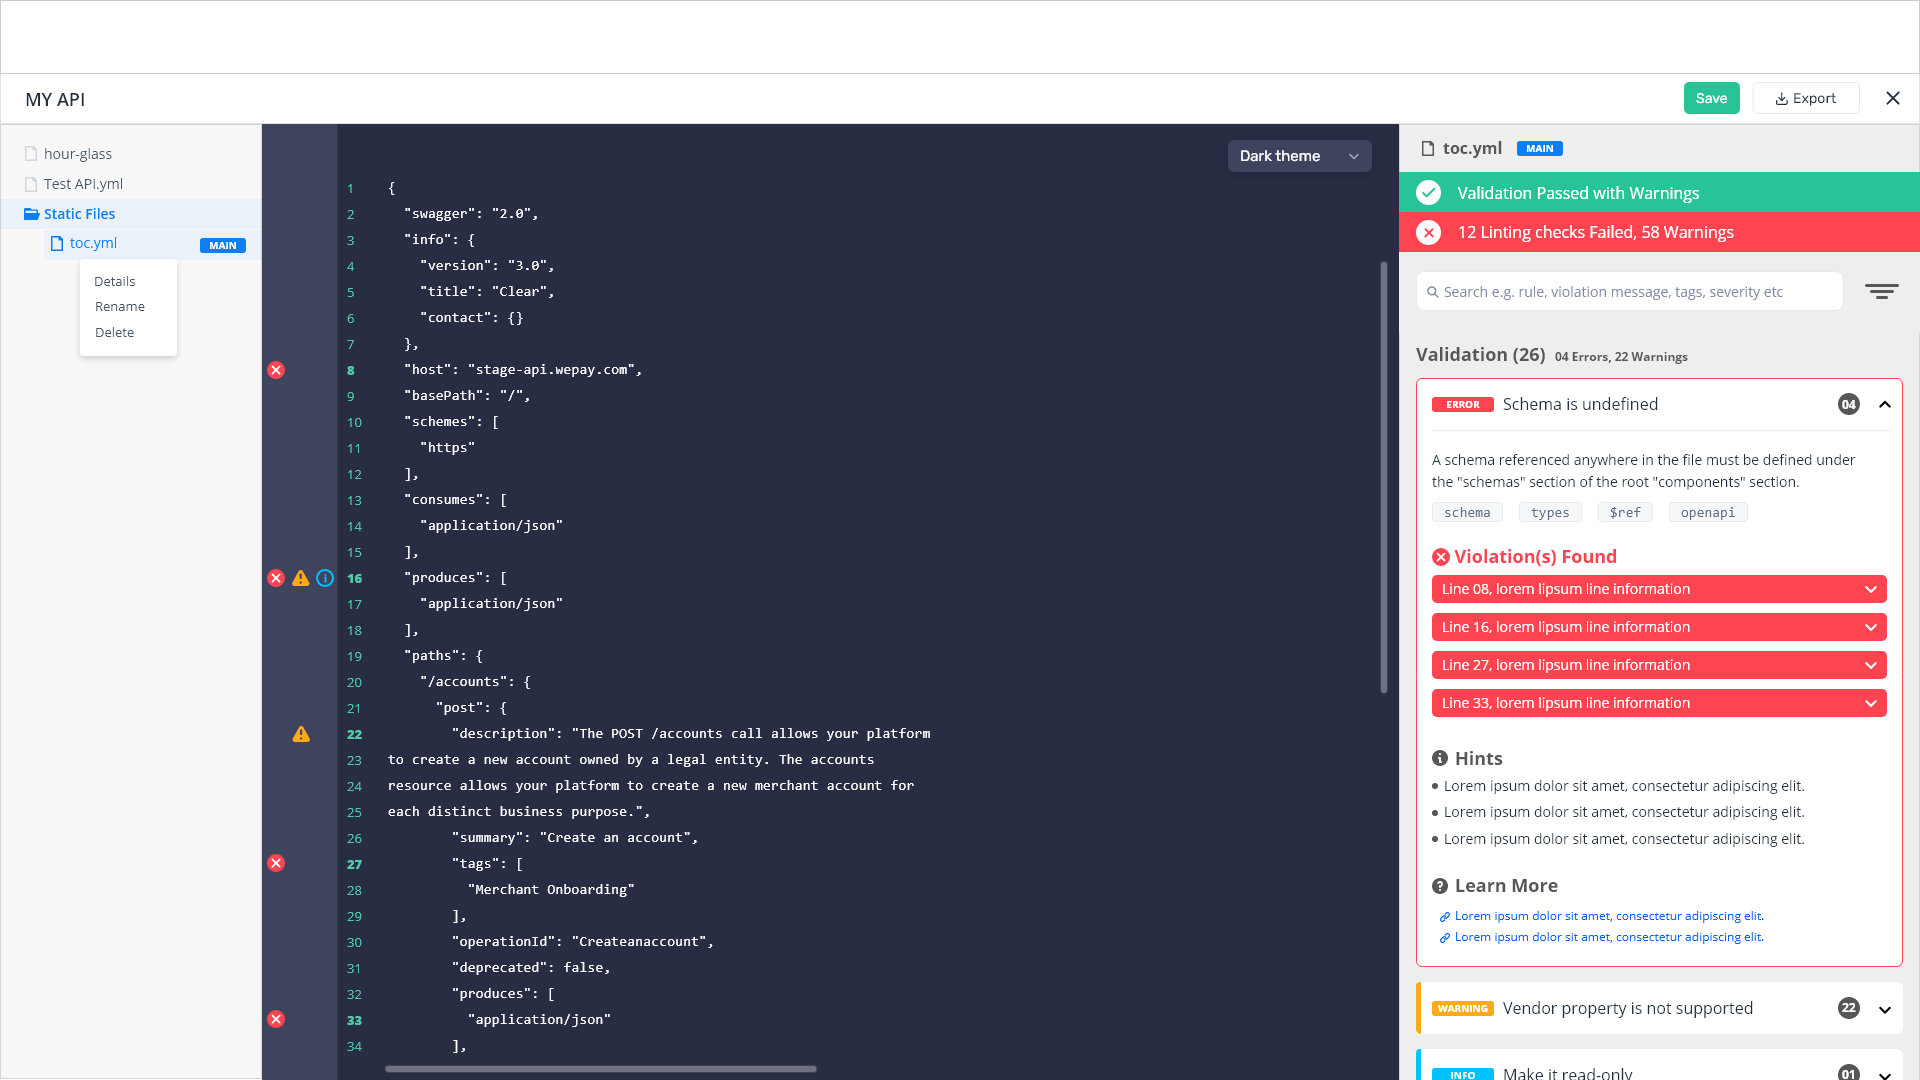 MY API
Save
Export
hour-glass
Test API.yml
Static Files
toc.yml
MAIN
Details
Rename
Delete
Dark theme
1 {
2 "swagger": "2.0",
3 "info": {
4 "version": "3.0",
5 "title": "Clear",
6 "contact": {}
7 },
8 "host": "stage-api.wepay.com",
9 "basePath": "/",
10 "schemes": [
11 "https"
12 ],
13 "consumes": [
14 "application/json"
15 ],
16 "produces": [
17 "application/json"
18 ],
19 "paths": {
20 "/accounts": {
21 "post": {
22 "description": "The POST /accounts call allows your platform
23 to create a new account owned by a legal entity. The accounts
24 resource allows your platform to create a new merchant account for
25 each distinct business purpose.",
26 "summary": "Create an account",
27 "tags": [
28 "Merchant Onboarding"
29 ],
30 "operationId": "Createanaccount",
31 "deprecated": false,
32 "produces": [
33 "application/json"
34 ],
toc.yml MAIN
Validation Passed with Warnings
12 Linting checks Failed, 58 Warnings
Search e.g. rule, violation message, tags, severity etc
Validation (26) 04 Errors, 22 Warnings
ERROR Schema is undefined 04
A schema referenced anywhere in the file must be defined under
the "schemas" section of the root "components" section.
schema types $ref openapi
Violation(s) Found
Line 08, lorem lipsum line information
Line 16, lorem lipsum line information
Line 27, lorem lipsum line information
Line 33, lorem lipsum line information
Hints
Lorem ipsum dolor sit amet, consectetur adipiscing elit.
Lorem ipsum dolor sit amet, consectetur adipiscing elit.
Lorem ipsum dolor sit amet, consectetur adipiscing elit.
Learn More
Lorem ipsum dolor sit amet, consectetur adipiscing elit.
Lorem ipsum dolor sit amet, consectetur adipiscing elit.
WARNING Vendor property is not supported 22
INFO Make it read-only 01